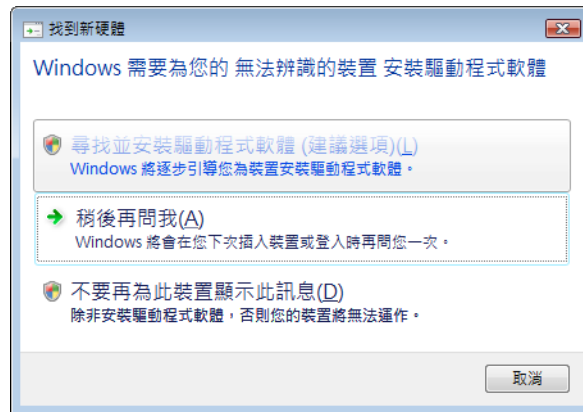 找到新硬體
Windows 需要為您的 無法辨識的裝置 安裝驅動程式軟體
尋找並安裝驅動程式軟體 (建議選項)(L)
Windows 將逐步引導您為裝置安裝驅動程式軟體。
稍後再問我(A)
Windows 將會在您下次插入裝置或登入時再問您一次。
不要再為此裝置顯示此訊息(D)
除非安裝驅動程式軟體，否則您的裝置將無法運作。
取消